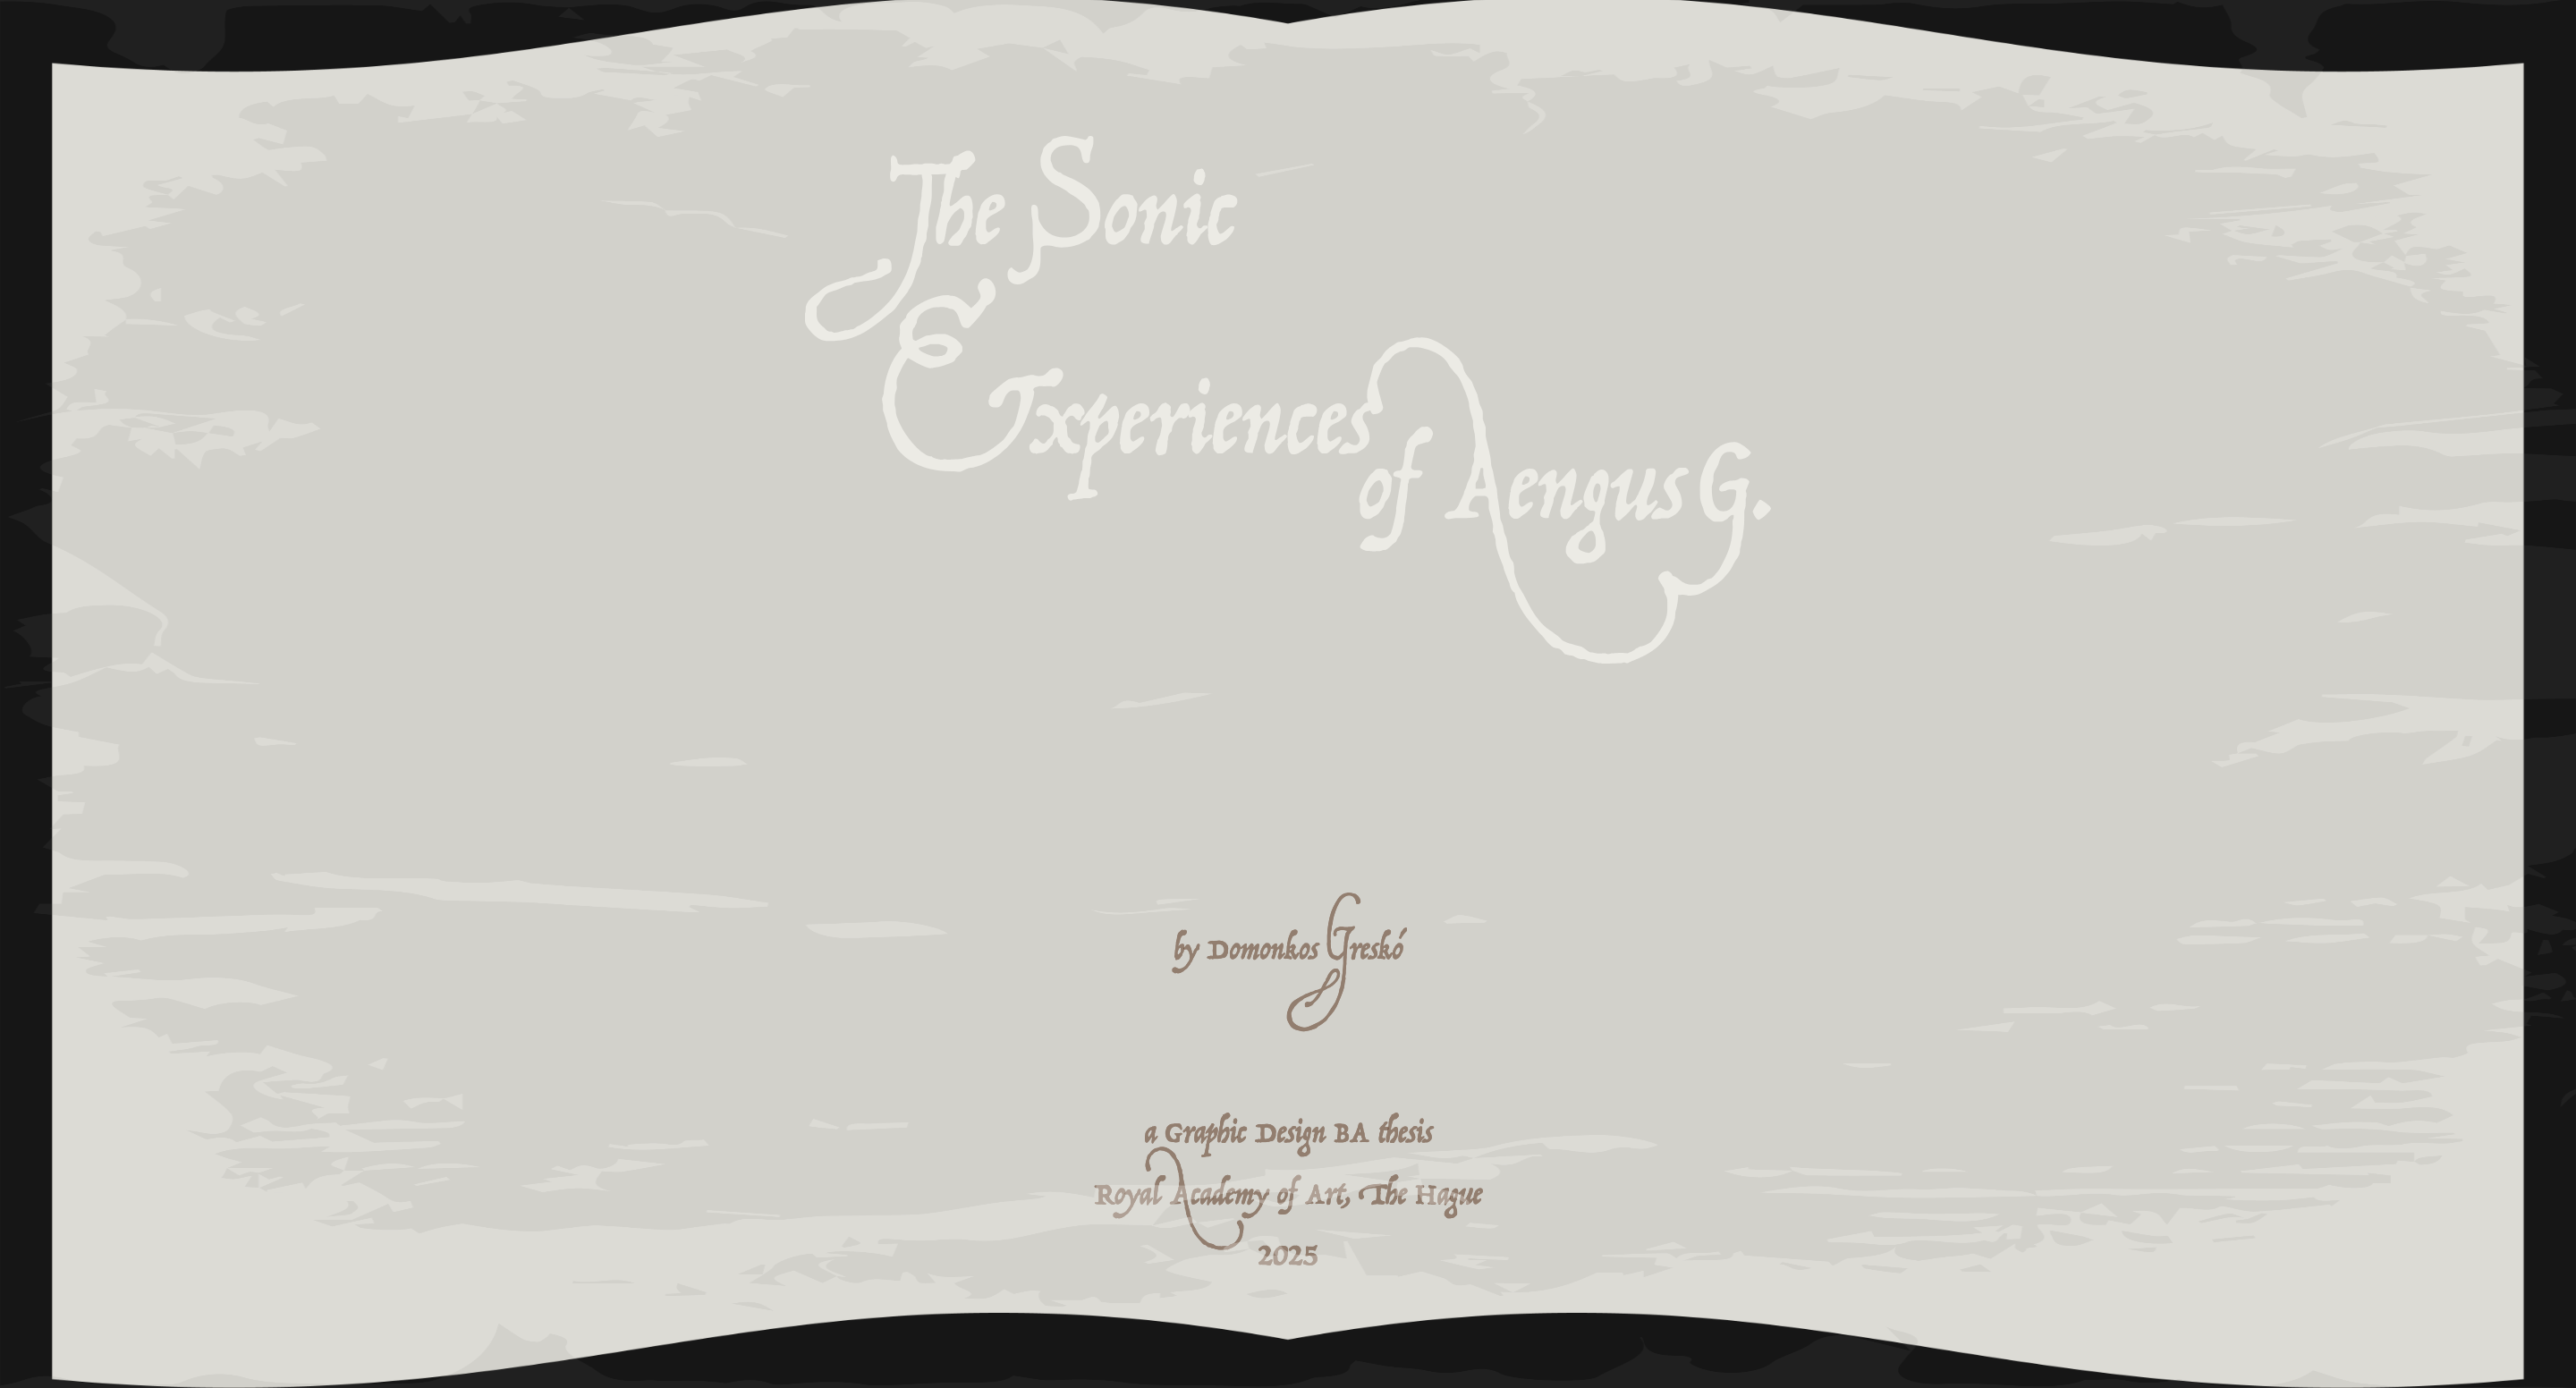 The Sonic
Experiences
of Aengus G.
by Domonkos Greskó
a Graphic Design BA thesis
Royal Academy of Art, The Hague
2025